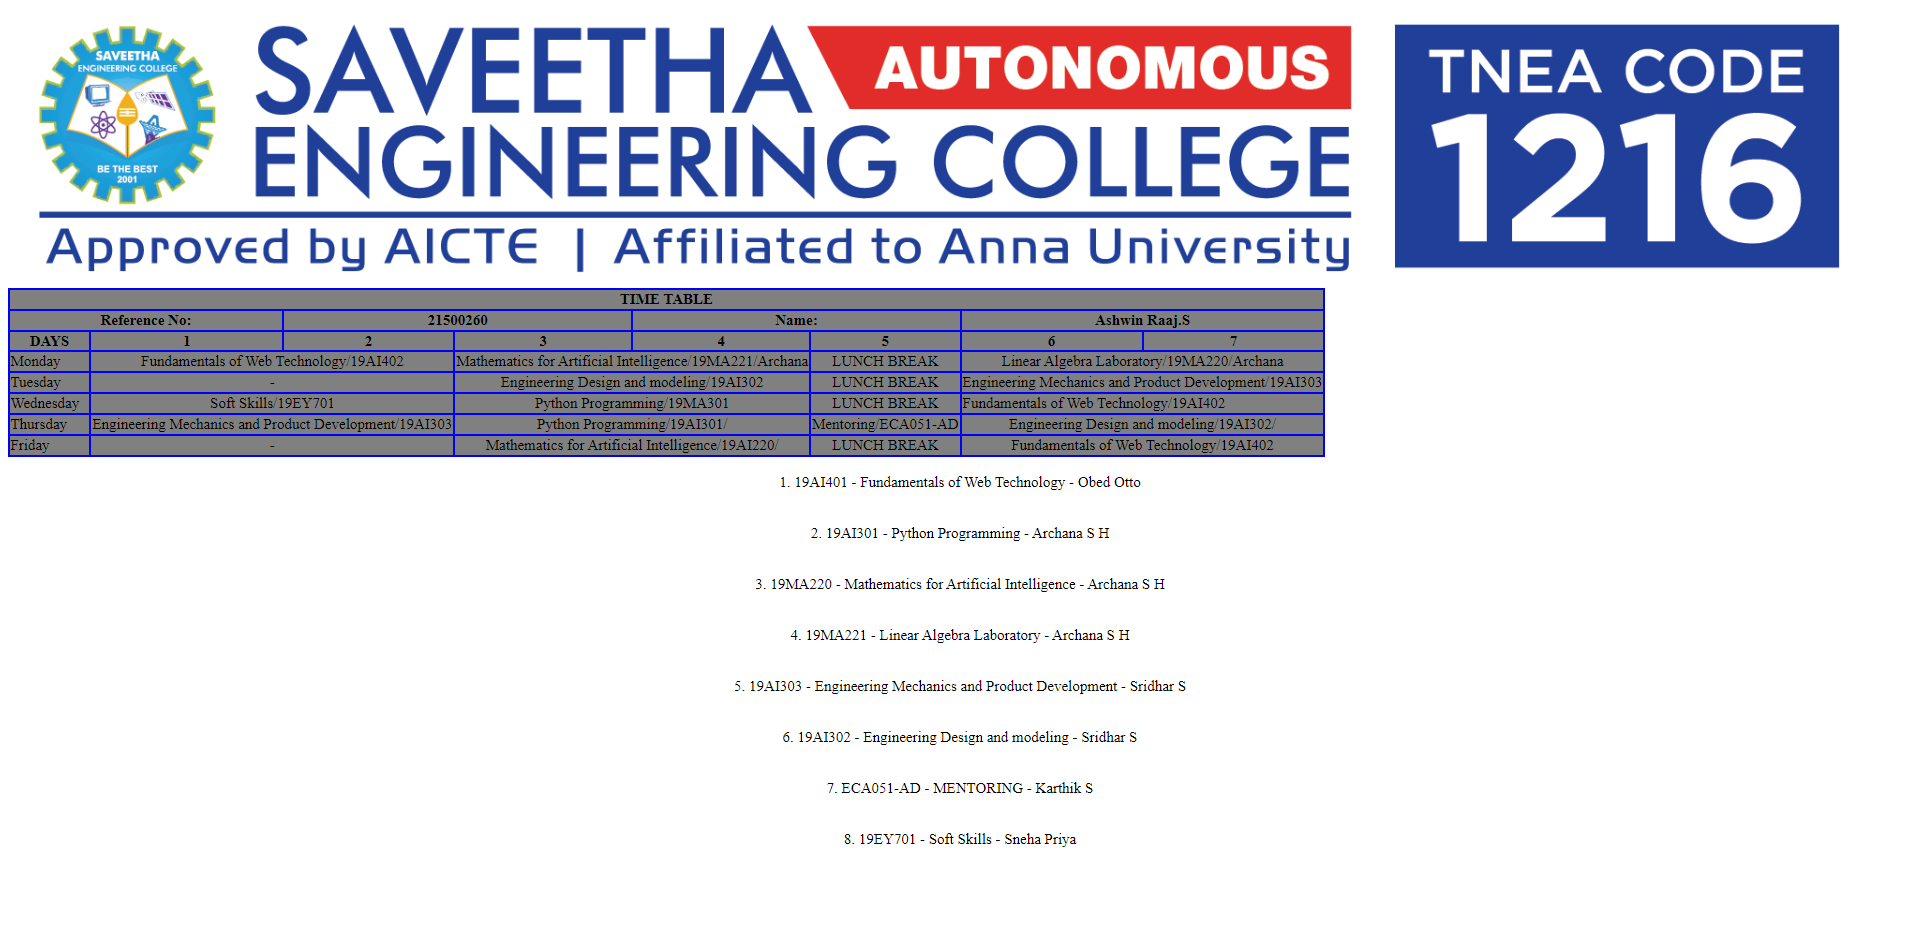 SAVEETHA
ENGINEERING COLLEGE
BE THE BEST
2001
SAVEETHA AUTONOMOUS
ENGINEERING COLLEGE
Approved by AICTE | Affiliated to Anna University
TNEA CODE
1216
TIME TABLE
Reference No: 21500260 Name: Ashwin Raaj.S
DAYS 1 2 3 4 5 6 7
Monday Fundamentals of Web Technology/19AI402 Mathematics for Artificial Intelligence/19MA221/Archana LUNCH BREAK Linear Algebra Laboratory/19MA220/Archana
Tuesday - Engineering Design and modeling/19AI302 LUNCH BREAK Engineering Mechanics and Product Development/19AI303
Wednesday Soft Skills/19EY701 Python Programming/19MA301 LUNCH BREAK Fundamentals of Web Technology/19AI402
Thursday Engineering Mechanics and Product Development/19AI303 Python Programming/19AI301/ Mentoring/ECA051-AD Engineering Design and modeling/19AI302/
Friday - Mathematics for Artificial Intelligence/19AI220/ LUNCH BREAK Fundamentals of Web Technology/19AI402
1. 19AI401 - Fundamentals of Web Technology - Obed Otto
2. 19AI301 - Python Programming - Archana S H
3. 19MA220 - Mathematics for Artificial Intelligence - Archana S H
4. 19MA221 - Linear Algebra Laboratory - Archana S H
5. 19AI303 - Engineering Mechanics and Product Development - Sridhar S
6. 19AI302 - Engineering Design and modeling - Sridhar S
7. ECA051-AD - MENTORING - Karthik S
8. 19EY701 - Soft Skills - Sneha Priya